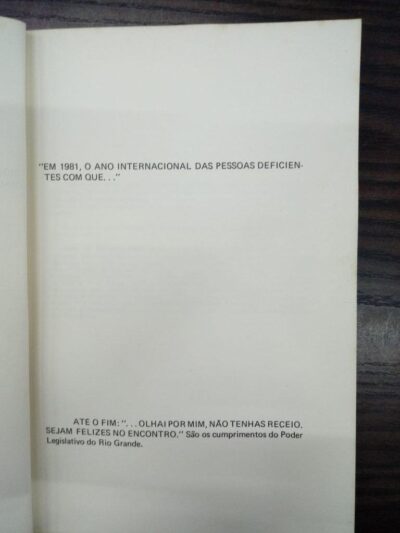 "EM 1981, O ANO INTERNACIONAL DAS PESSOAS DEFICIEN-
TES COM QUE. . ."
ATE O FIM: ". . . OLHAI POR MIM, NÃO TENHAS RECEIO,
SEJAM FELIZES NO ENCONTRO." São os cumprimentos do Poder
Legislativo do Rio Grande.